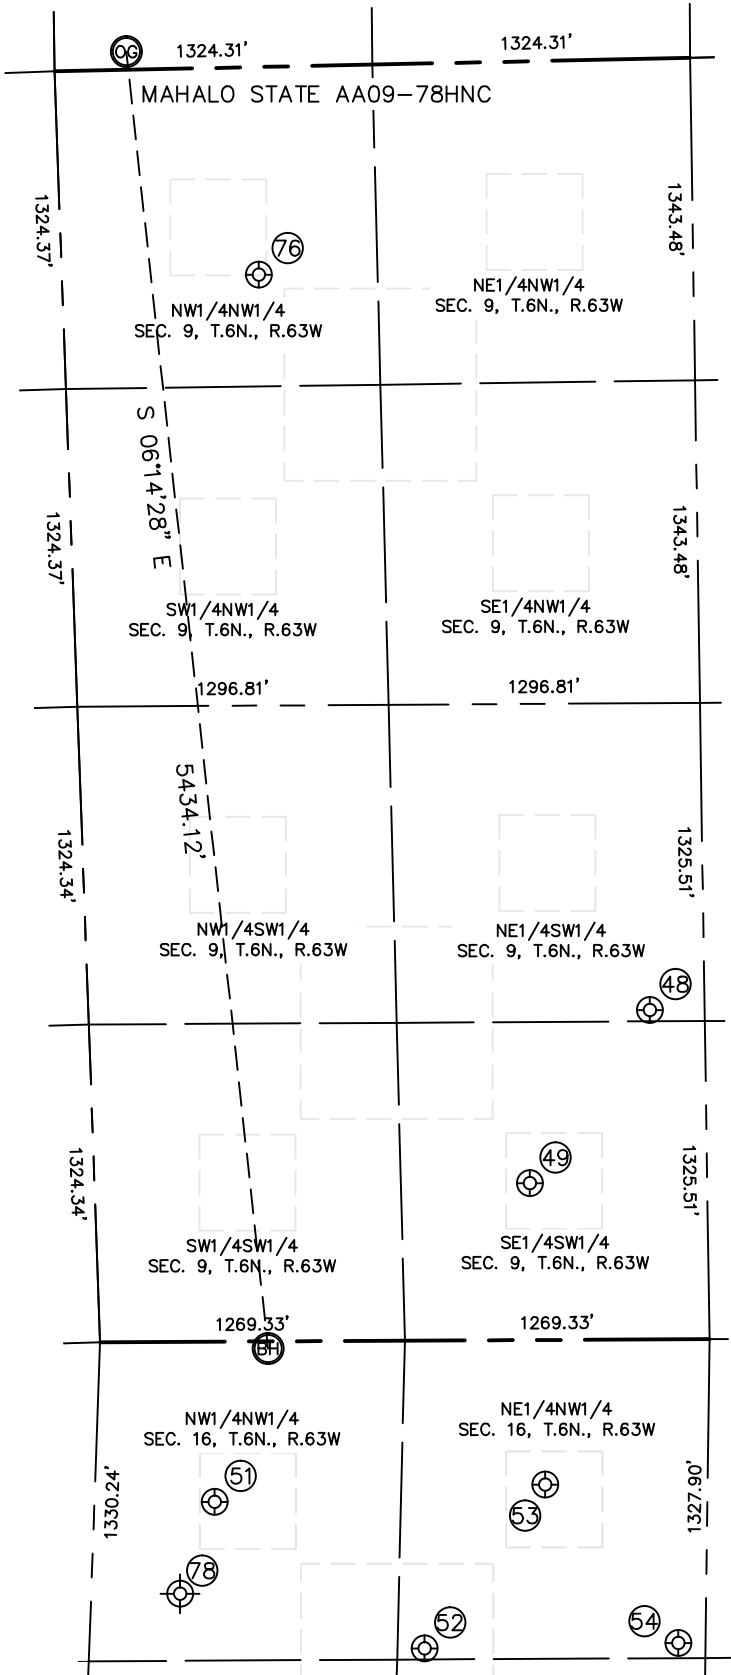 OG
1324.31'
1324.31'
MAHALO STATE AA09-78HNC
1324.37'
1343.48'
76
NW1/4NW1/4
SEC. 9, T.6N., R.63W
NE1/4NW1/4
SEC. 9, T.6N., R.63W
S 06°14'28" E
1324.37'
1343.48'
SW1/4NW1/4
SEC. 9, T.6N., R.63W
SE1/4NW1/4
SEC. 9, T.6N., R.63W
1296.81'
1296.81'
5434.12'
1324.34'
1325.51'
NW1/4SW1/4
SEC. 9, T.6N., R.63W
NE1/4SW1/4
SEC. 9, T.6N., R.63W
48
1324.34'
1325.51'
49
SW1/4SW1/4
SEC. 9, T.6N., R.63W
SE1/4SW1/4
SEC. 9, T.6N., R.63W
1269.33'
1269.33'
BH
NW1/4NW1/4
SEC. 16, T.6N., R.63W
NE1/4NW1/4
SEC. 16, T.6N., R.63W
1330.24'
51
53
1327.90'
78
52
54